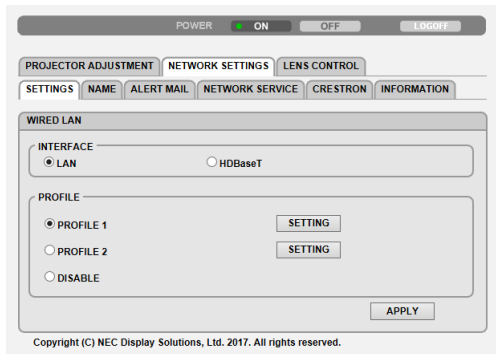 POWER ON OFF LOGOFF
PROJECTOR ADJUSTMENT NETWORK SETTINGS LENS CONTROL
SETTINGS NAME ALERT MAIL NETWORK SERVICE CRESTRON INFORMATION
WIRED LAN
INTERFACE
LAN HDBaseT
PROFILE
PROFILE 1 SETTING
PROFILE 2 SETTING
DISABLE
APPLY
Copyright (C) NEC Display Solutions, Ltd. 2017. All rights reserved.